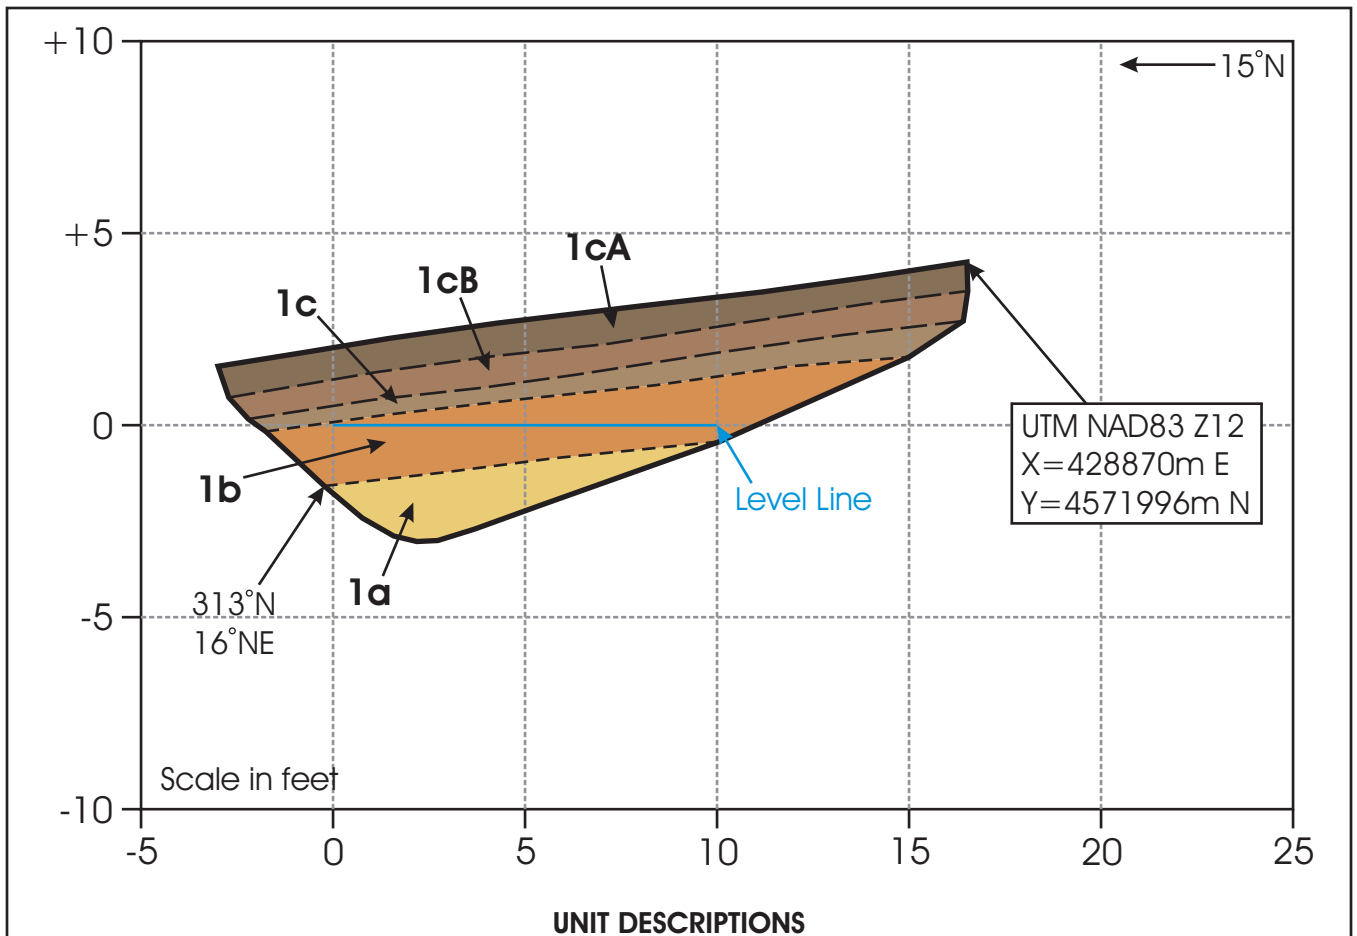 +10
15°N
+5
1cA
1cB
1c
0
UTM NAD83 Z12
X=428870m E
Y=4571996m N
1b
Level Line
1a
313°N
16°NE
-5
Scale in feet
-10
-5 0 5 10 15 20 25
UNIT DESCRIPTIONS